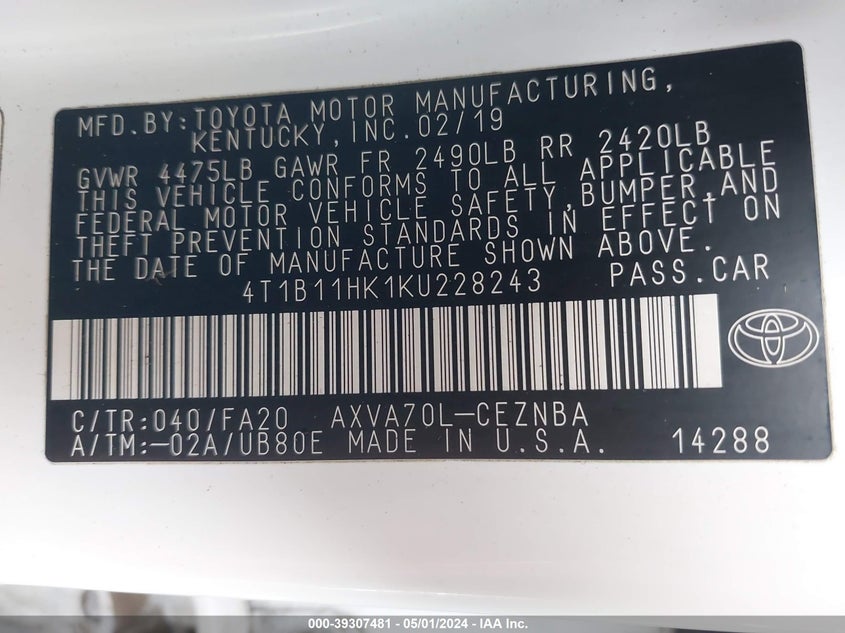 MFD.BY:TOYOTA MOTOR MANUFACTURING,
KENTUCKY,INC.02/19
GVWR 4475LB GAWR FR 2490LB RR 2420LB
THIS VEHICLE CONFORMS TO ALL APPLICABLE
FEDERAL MOTOR VEHICLE SAFETY,BUMPER,AND
THEFT PREVENTION STANDARDS IN EFFECT ON
THE DATE OF MANUFACTURE SHOWN ABOVE.
4T1B11HK1KU228243 PASS.CAR
C/TR:040/FA20 AXVA70L-CEZNBA
A/TM:-02A/UB80E MADE IN U.S.A. 14288
000-39307481 - 05/01/2024 - IAA Inc.